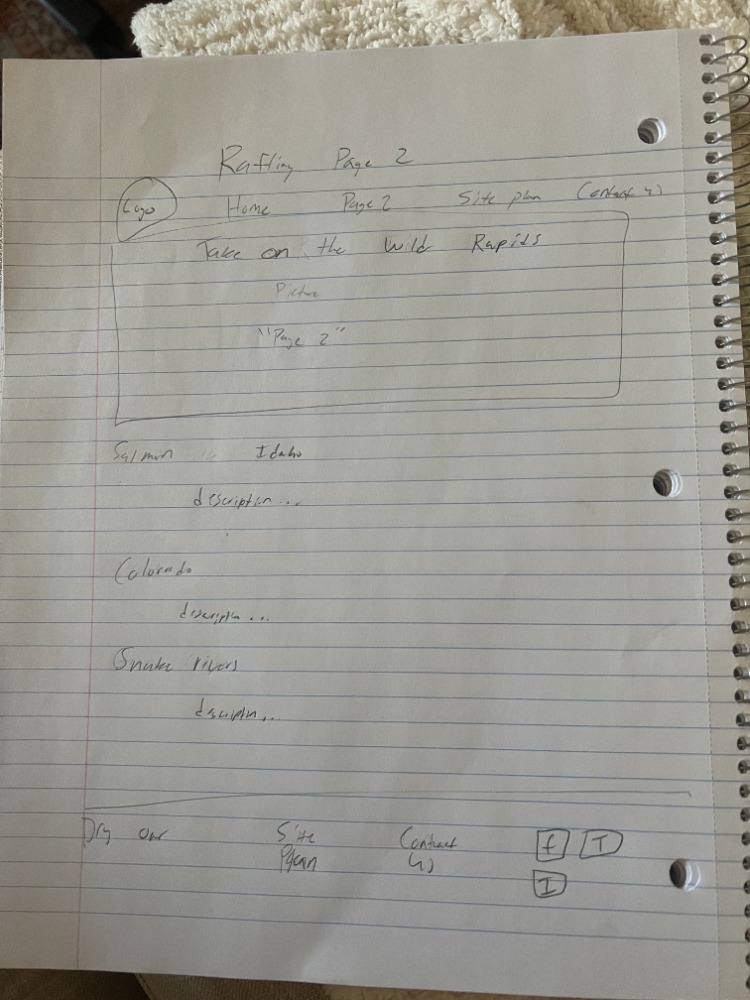 Rafting Page 2
Logo Home Page 2 Site plan Contact us
Take on the Wild Rapids
Picture
"Page 2"
Salmon Idaho
description...
Colorado
description...
Snake rivers
description...
Dry Oar Site Plan Contact us f T
I